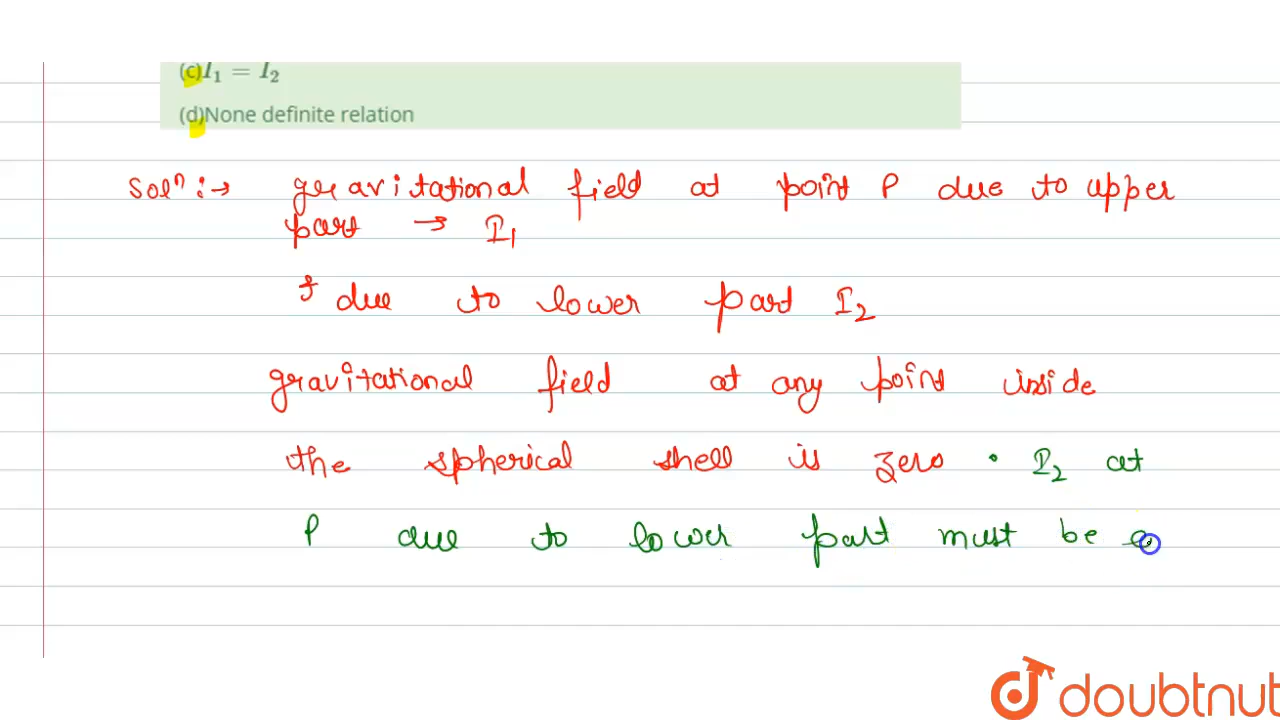 (c)I₁ = I₂
(d)None definite relation
Solⁿ :→ gravitational field at point P due to upper
part → I₁
& due to lower part I₂
gravitational field at any point inside
the spherical shell is zero . I₂ at
P due to lower part must be
doubtnut